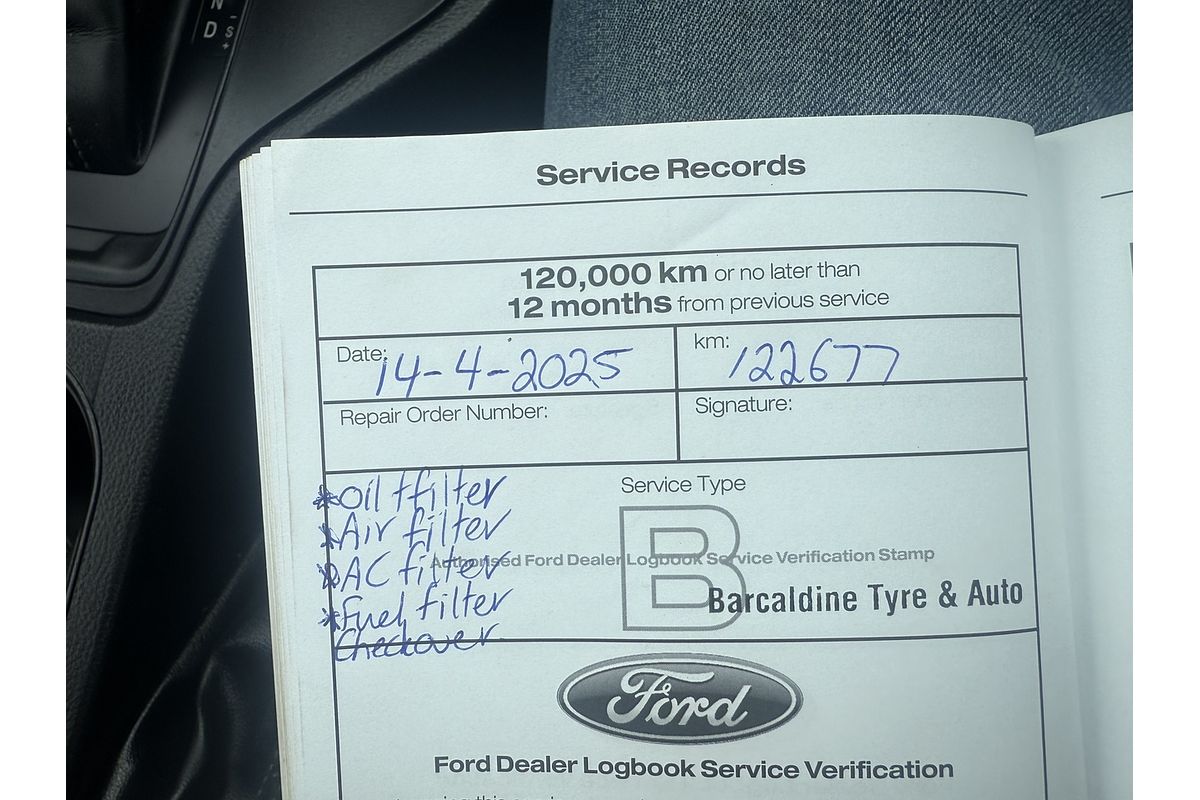 N
D S
-
+
Service Records
120,000 km or no later than
12 months from previous service
Date: 14-4-2025
km: 122677
Repair Order Number:
Signature:
* Oil + filter
* Air filter
* AC filter
* Fuel filter
Checkover
Service Type
B
Authorised Ford Dealer Logbook Service Verification Stamp
Barcaldine Tyre & Auto
Ford
Ford Dealer Logbook Service Verification